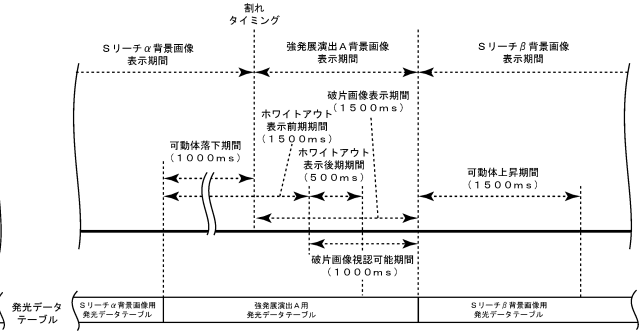 割れ
タイミング
Sリーチα背景画像
表示期間
強発展演出A背景画像
表示期間
Sリーチβ背景画像
表示期間
破片画像表示期間
(1500ms)
ホワイトアウト
表示前期期間
(1500ms)
可動体落下期間
(1000ms)
ホワイトアウト
表示後期期間
(500ms)
可動体上昇期間
(1500ms)
破片画像視認可能期間
(1000ms)
発光データ
テーブル
Sリーチα背景画像用
発光データテーブル
強発展演出A用
発光データテーブル
Sリーチβ背景画像用
発光データテーブル